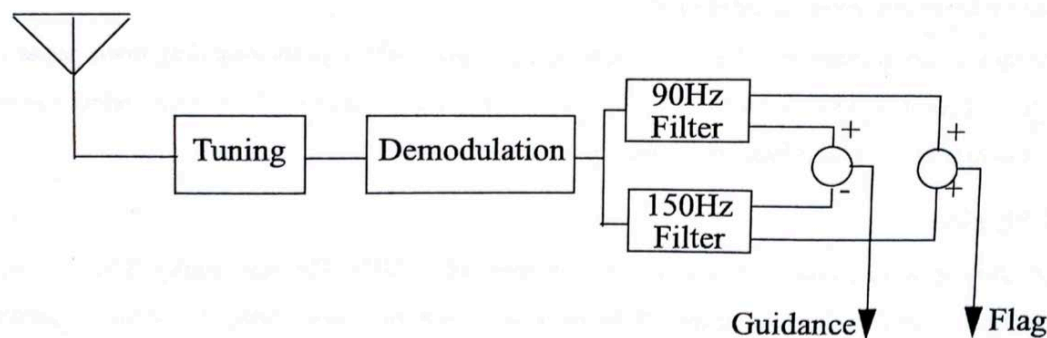 90Hz
Filter
Tuning
Demodulation
+
+
-
+
150Hz
Filter
Guidance
Flag